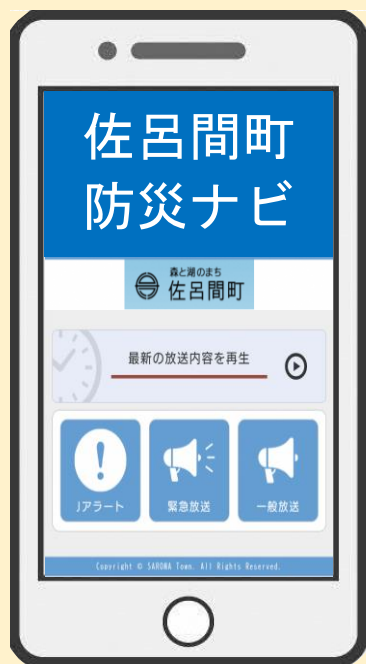 佐呂間町
防災ナビ
森と湖のまち
佐呂間町
最新の放送内容を再生
Jアラート
緊急放送
一般放送
Copyright © SAROMA Town. All Rights Reserved.